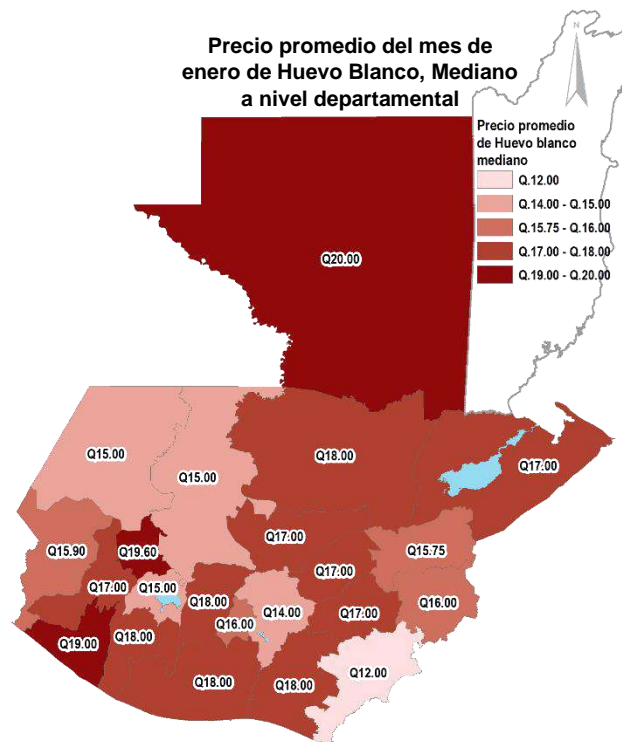 Precio promedio del mes de
enero de Huevo Blanco, Mediano
a nivel departamental
N
Precio promedio
de Huevo blanco
mediano
Q.12.00
Q.14.00 - Q.15.00
Q.15.75 - Q.16.00
Q.17.00 - Q.18.00
Q.19.00 - Q.20.00
Q20.00
Q15.00
Q15.00
Q18.00
Q17:00
Q15.90
Q19.60
Q17:00
Q15.75
Q17:00
Q17:00
Q15.00
Q18.00
Q14.00
Q17:00
Q16.00
Q16.00
Q19.00
Q18.00
Q12.00
Q18.00
Q18.00